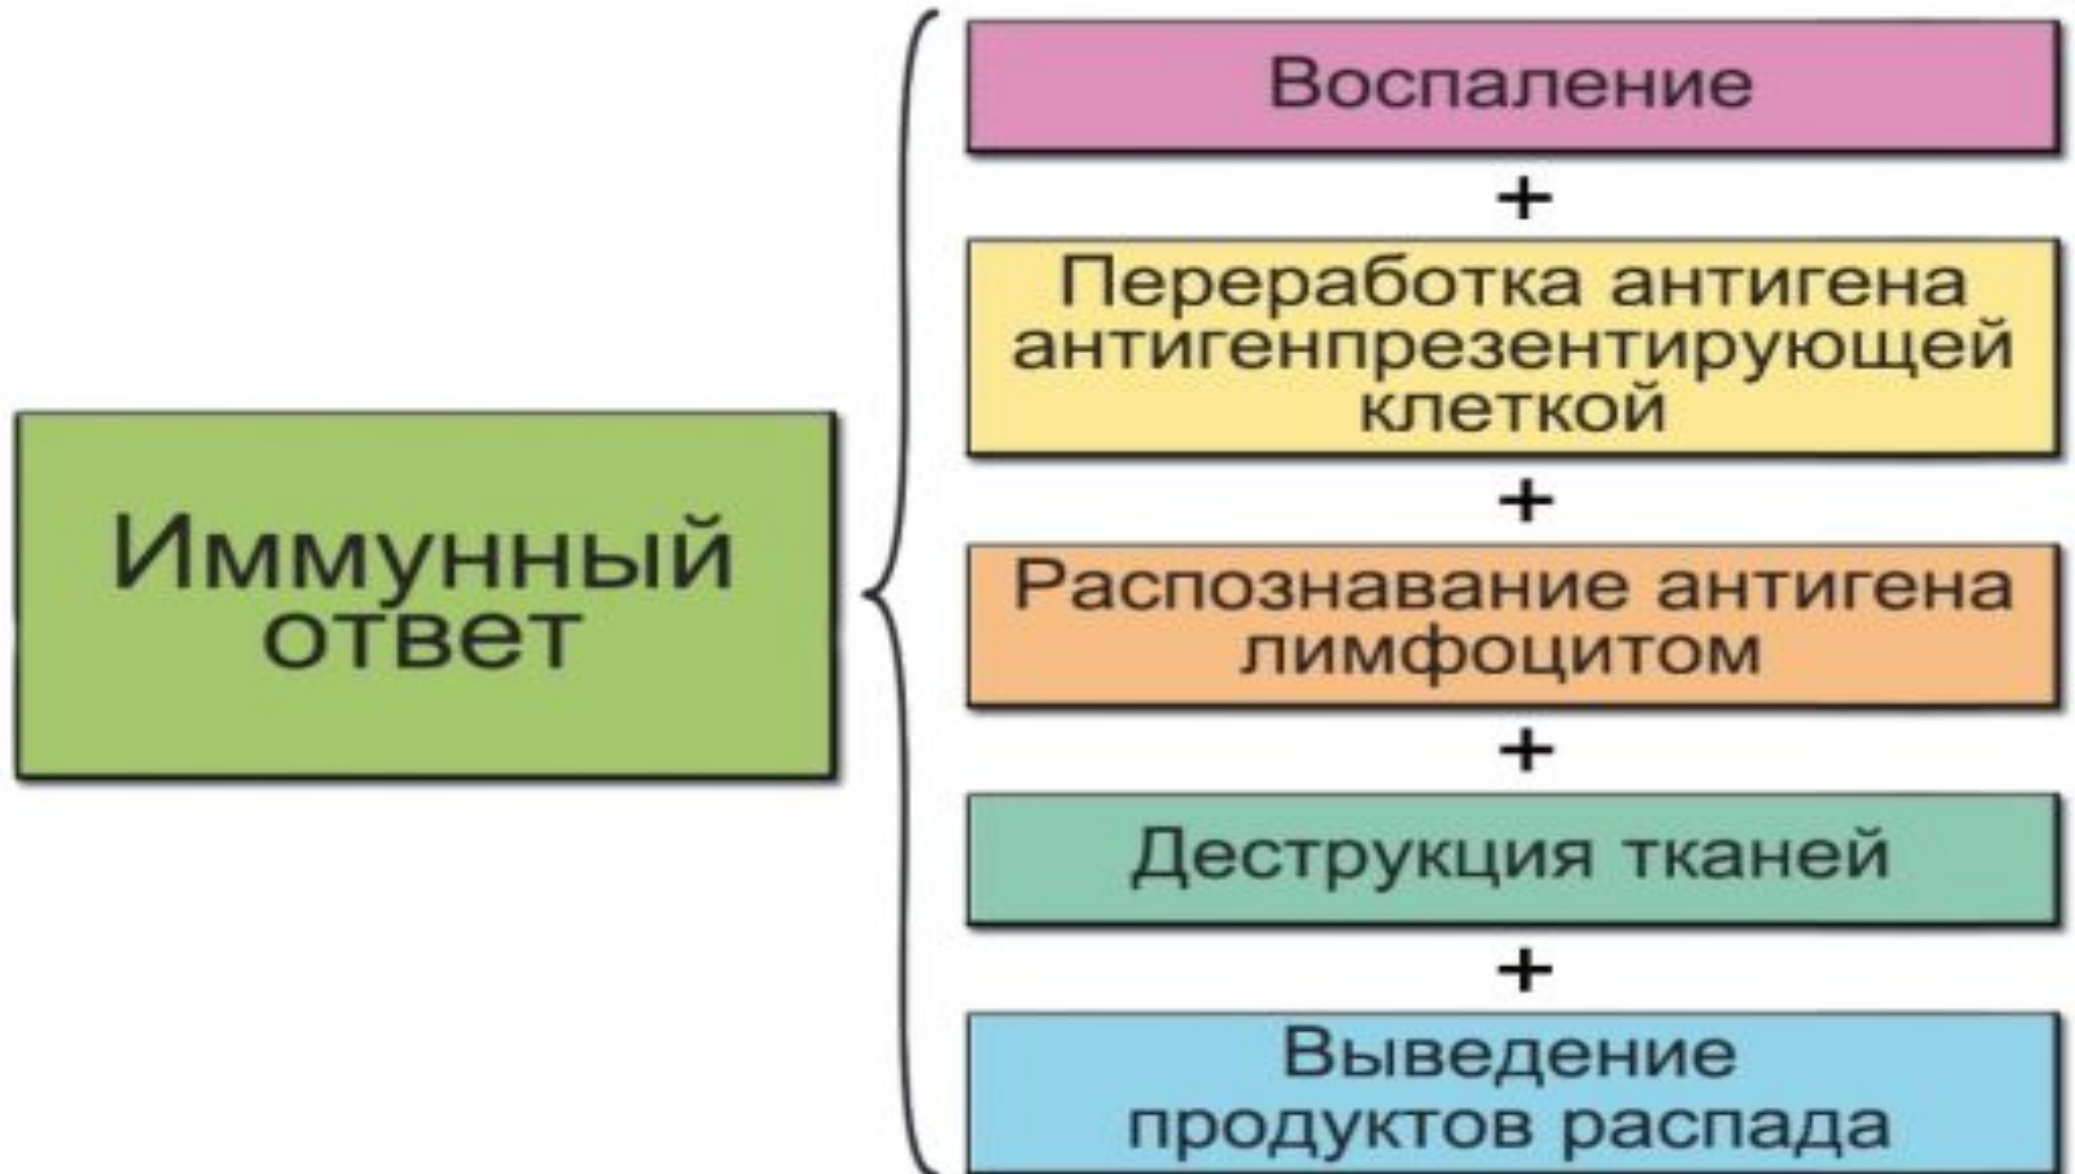 Иммунный
ответ
Воспаление
+
Переработка антигена
антигенпрезентирующей
клеткой
+
Распознавание антигена
лимфоцитом
+
Деструкция тканей
+
Выведение
продуктов распада